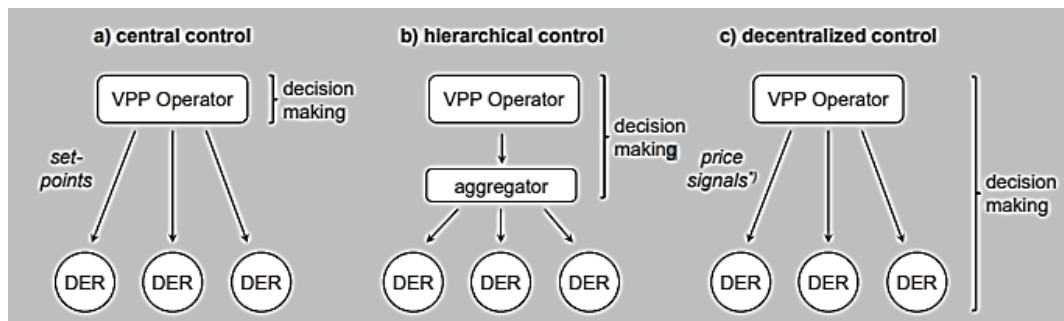 a) central control
VPP Operator
decision
making
set-
points
DER DER DER
b) hierarchical control
VPP Operator
decision
making
aggregator
DER DER DER
c) decentralized control
VPP Operator
price
signals*)
decision
making
DER DER DER